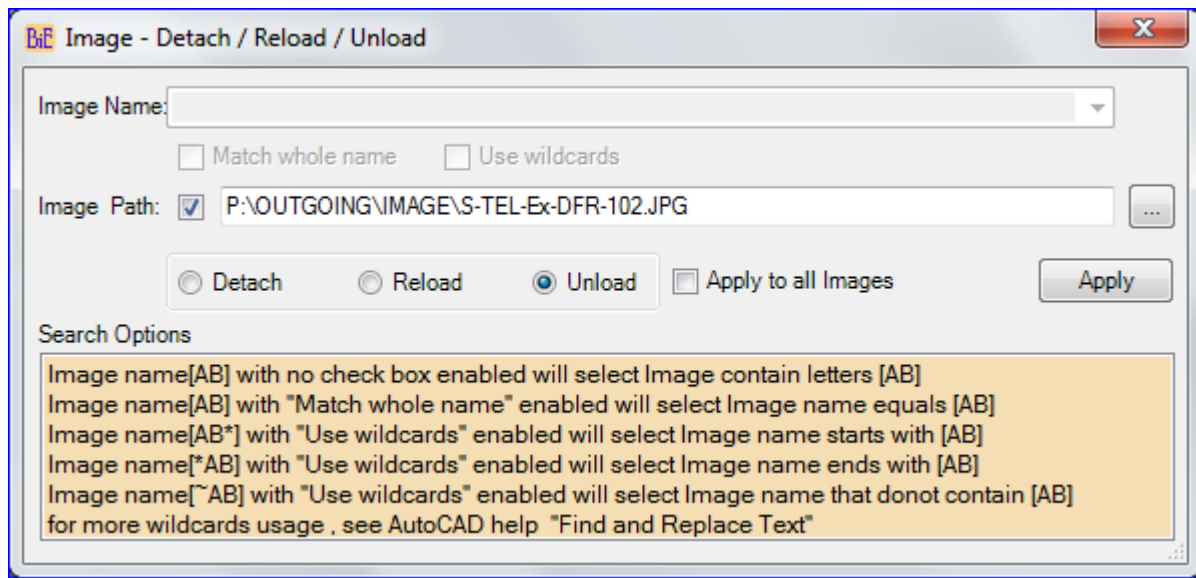 BiE Image - Detach / Reload / Unload
Image Name:
Match whole name Use wildcards
Image Path: P:\OUTGOING\IMAGE\S-TEL-Ex-DFR-102.JPG ...
Detach Reload Unload Apply to all Images Apply
Search Options
Image name[AB] with no check box enabled will select Image contain letters [AB]
Image name[AB] with "Match whole name" enabled will select Image name equals [AB]
Image name[AB*] with "Use wildcards" enabled will select Image name starts with [AB]
Image name[*AB] with "Use wildcards" enabled will select Image name ends with [AB]
Image name[~AB] with "Use wildcards" enabled will select Image name that donot contain [AB]
for more wildcards usage , see AutoCAD help "Find and Replace Text"